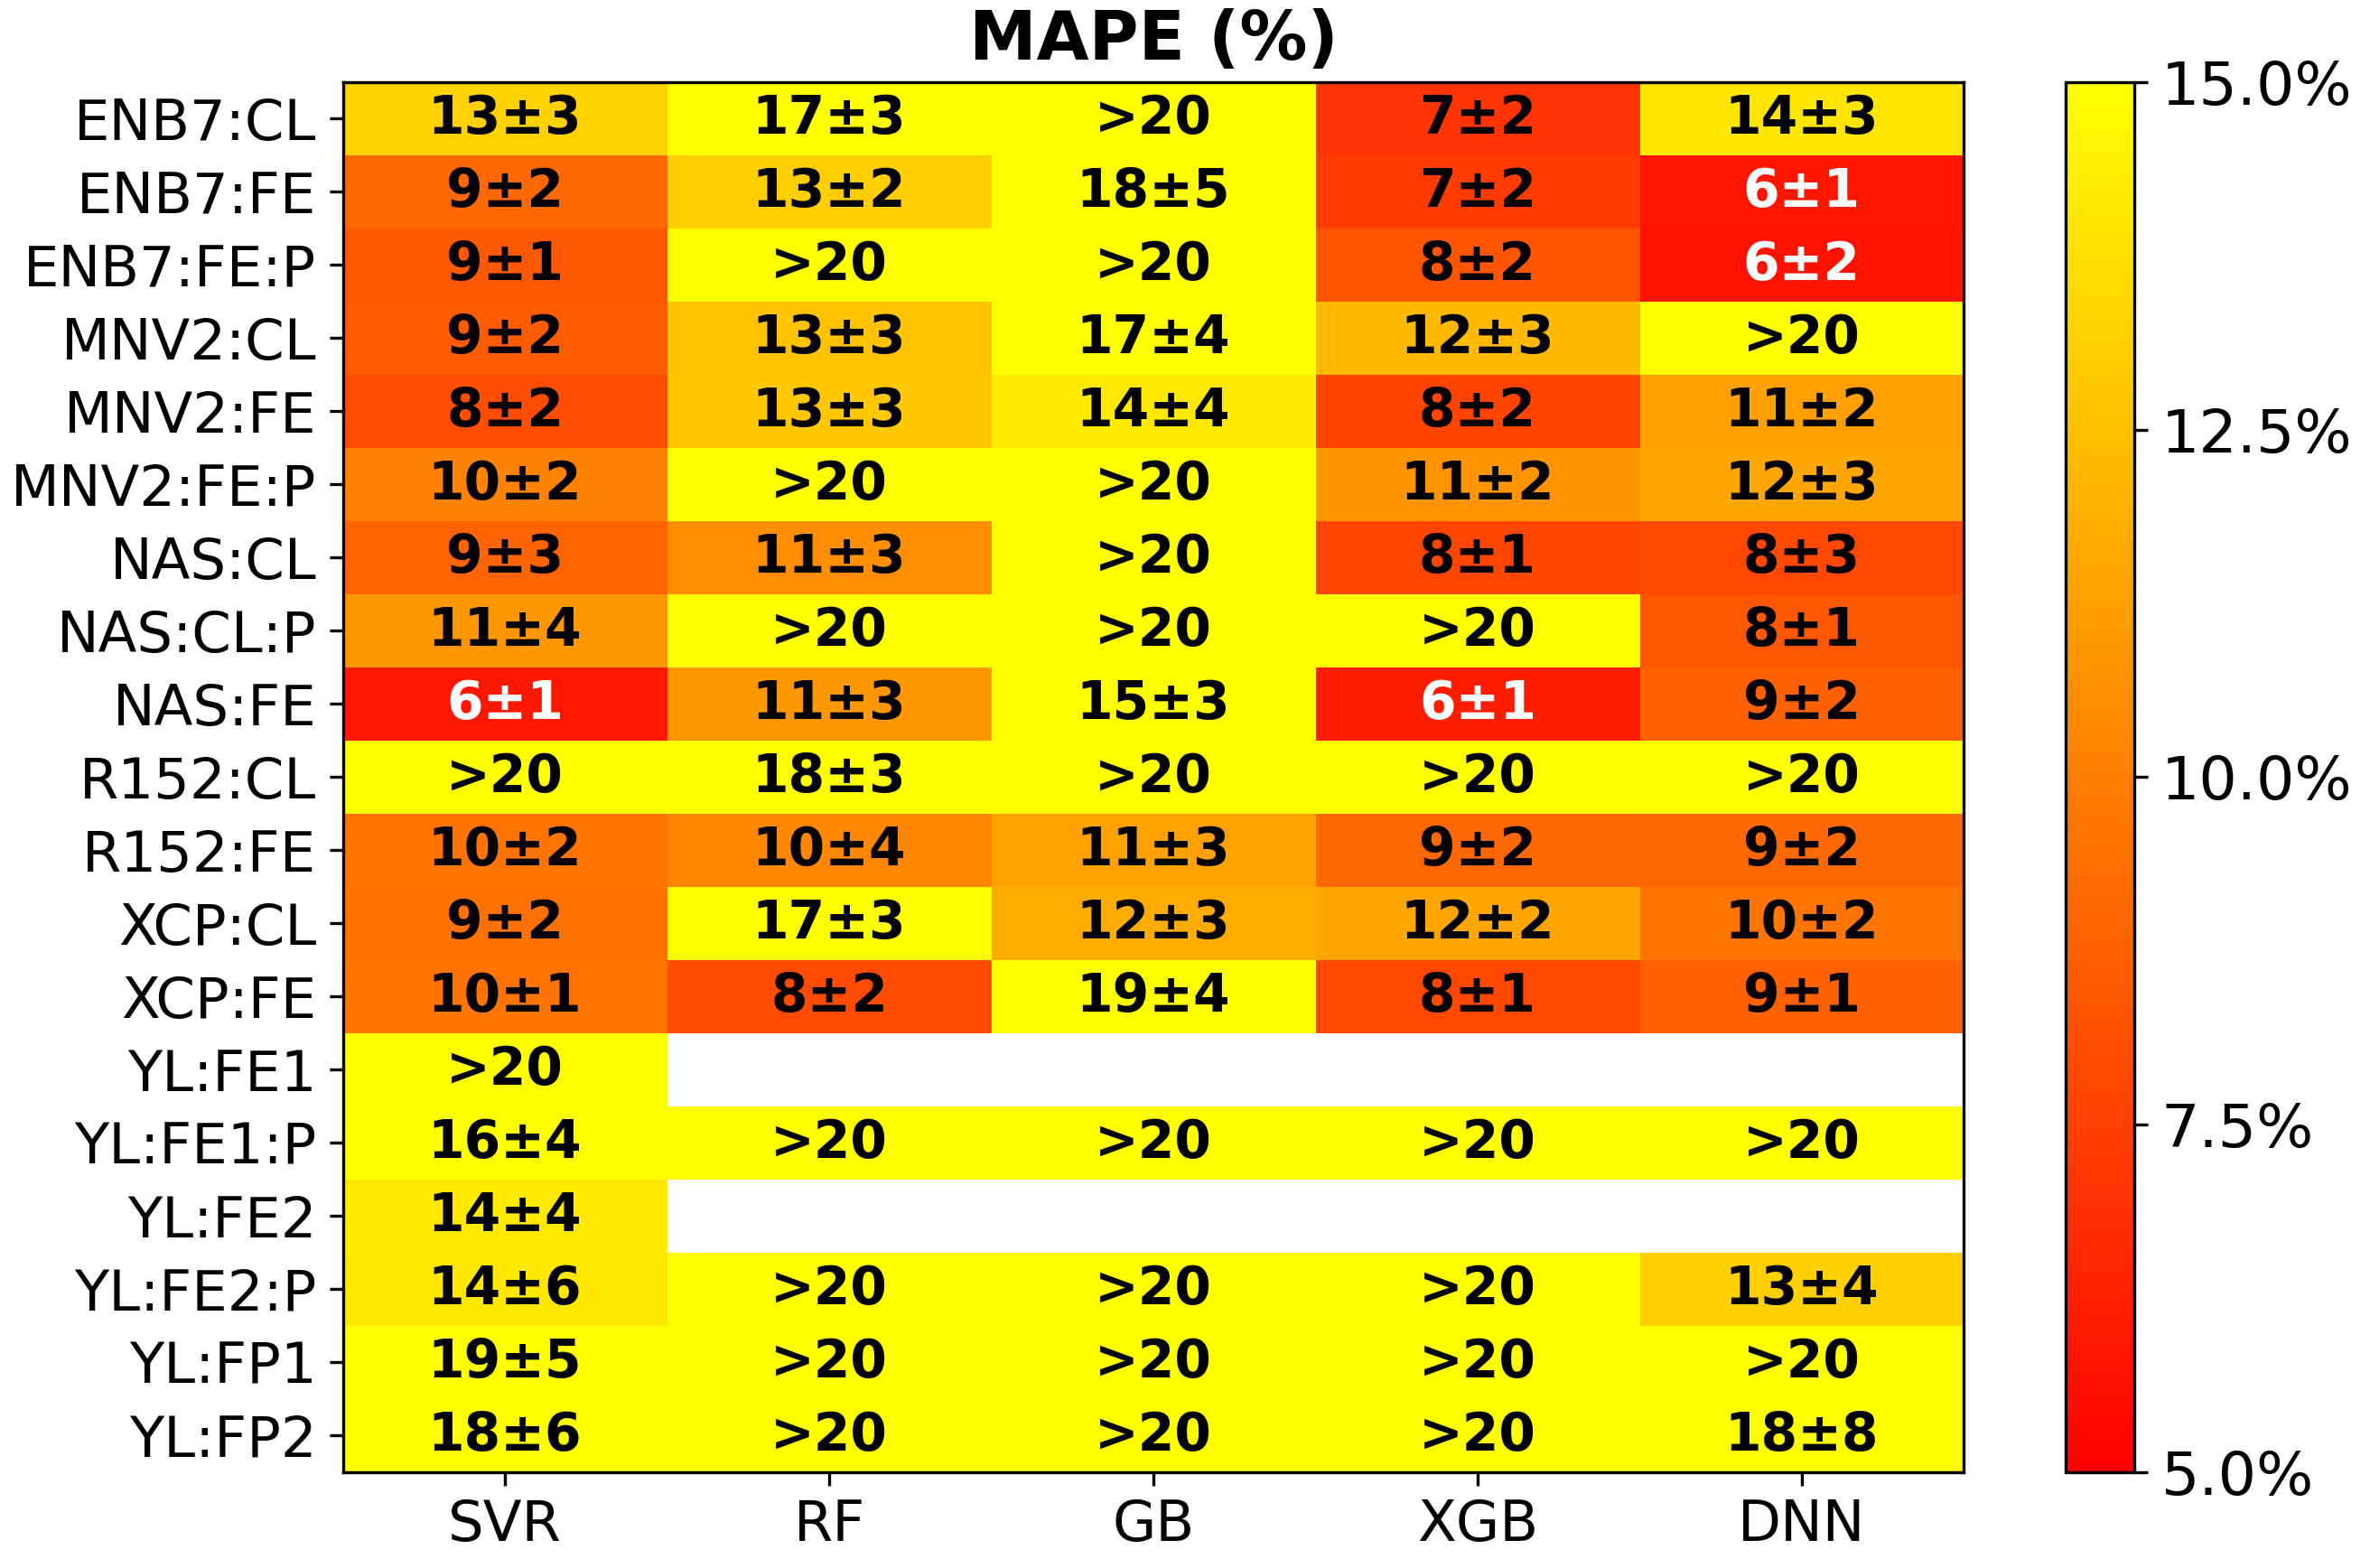 MAPE (%)
ENB7:CL 13±3 17±3 >20 7±2 14±3
ENB7:FE 9±2 13±2 18±5 7±2 6±1
ENB7:FE:P 9±1 >20 >20 8±2 6±2
MNV2:CL 9±2 13±3 17±4 12±3 >20
MNV2:FE 8±2 13±3 14±4 8±2 11±2
MNV2:FE:P 10±2 >20 >20 11±2 12±3
NAS:CL 9±3 11±3 >20 8±1 8±3
NAS:CL:P 11±4 >20 >20 >20 8±1
NAS:FE 6±1 11±3 15±3 6±1 9±2
R152:CL >20 18±3 >20 >20 >20
R152:FE 10±2 10±4 11±3 9±2 9±2
XCP:CL 9±2 17±3 12±3 12±2 10±2
XCP:FE 10±1 8±2 19±4 8±1 9±1
YL:FE1 >20
YL:FE1:P 16±4 >20 >20 >20 >20
YL:FE2 14±4
YL:FE2:P 14±6 >20 >20 >20 13±4
YL:FP1 19±5 >20 >20 >20 >20
YL:FP2 18±6 >20 >20 >20 18±8
SVR RF GB XGB DNN
15.0%
12.5%
10.0%
7.5%
5.0%